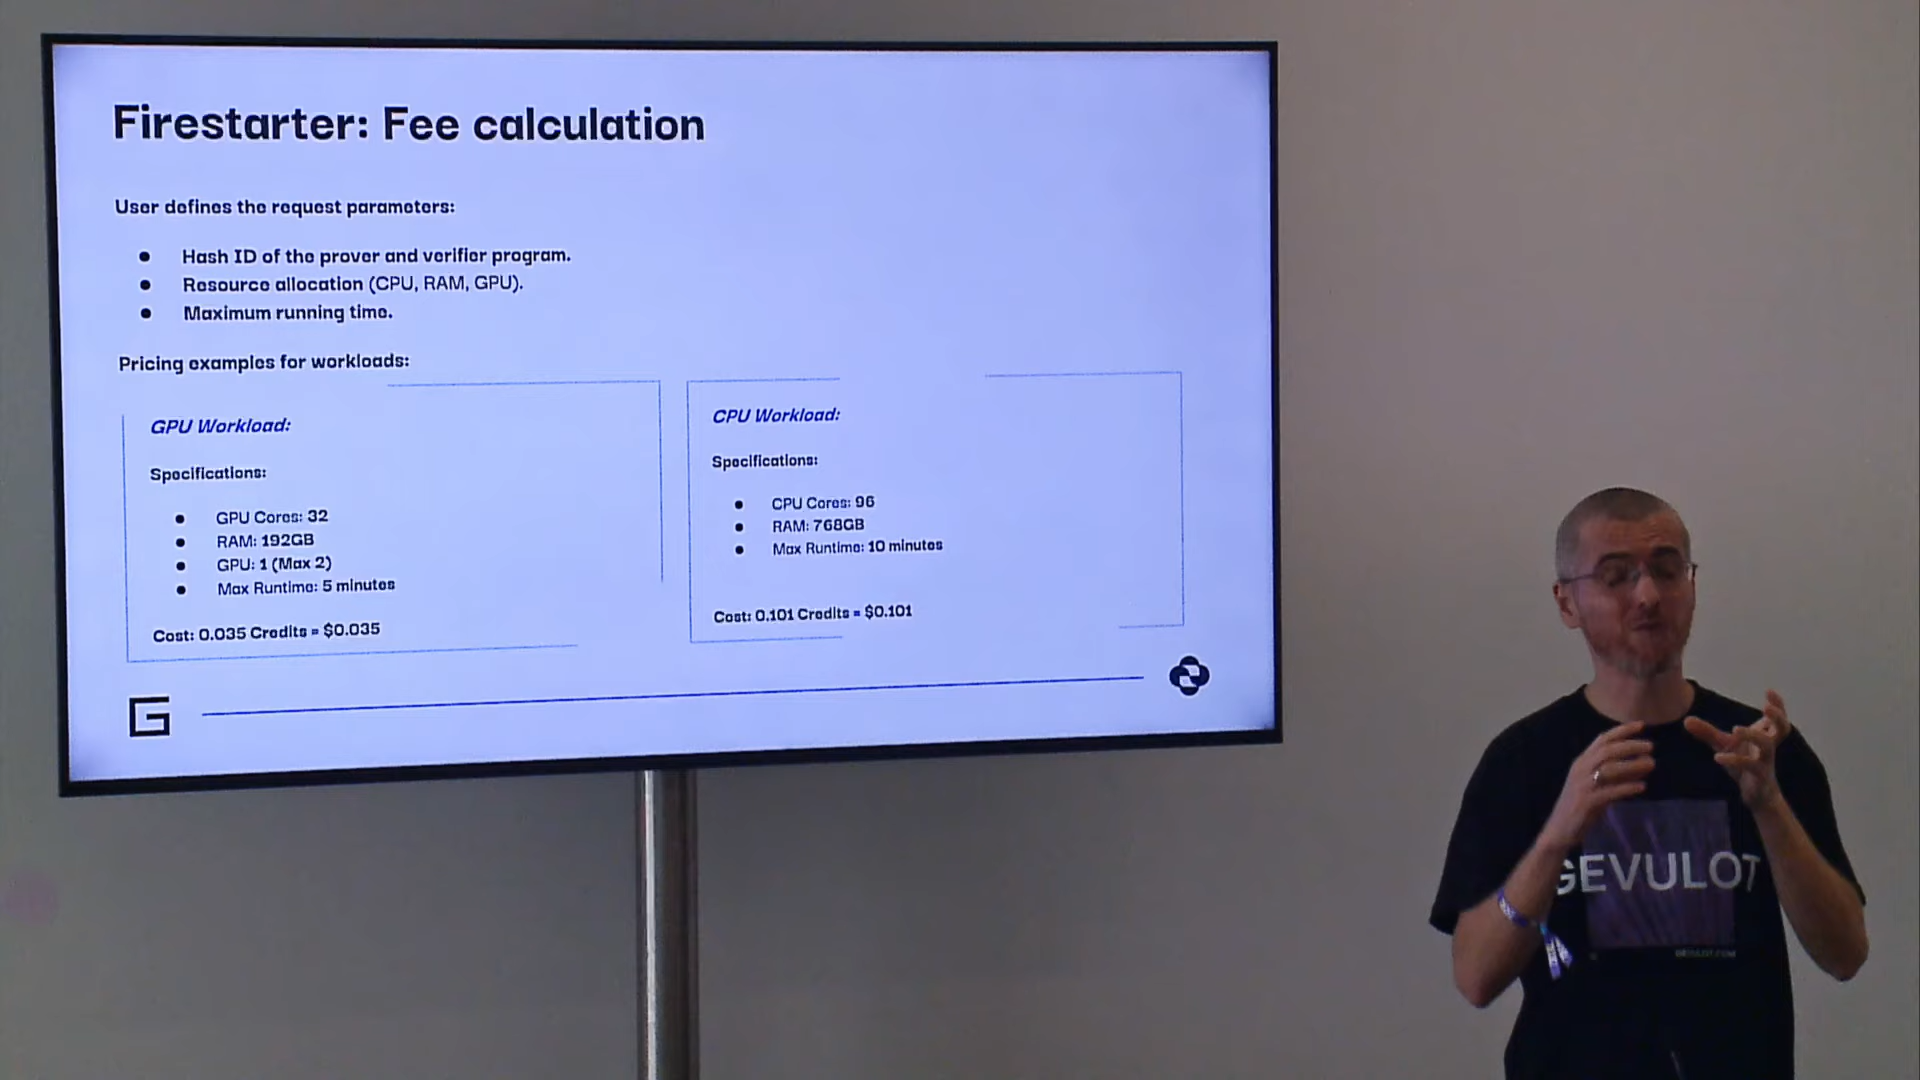 Firestarter: Fee calculation
User defines the request parameters:
● Hash ID of the prover and verifier program.
● Resource allocation (CPU, RAM, GPU).
● Maximum running time.
Pricing examples for workloads:
GPU Workload:
Specifications:
● GPU Cores: 32
● RAM: 192GB
● GPU: 1 (Max 2)
● Max Runtime: 5 minutes
Cost: 0.035 Credits = $0.035
CPU Workload:
Specifications:
● CPU Cores: 96
● RAM: 768GB
● Max Runtime: 10 minutes
Cost: 0.101 Credits = $0.101
G
GEVULOT